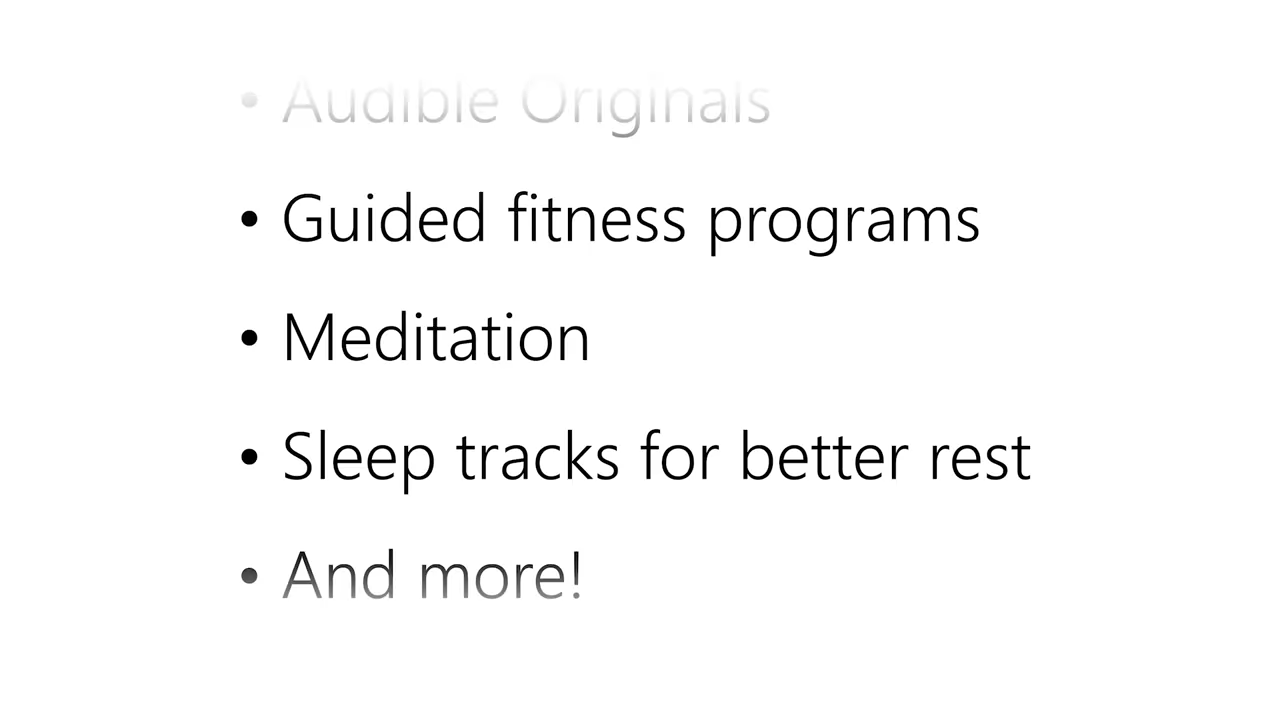 • Audible Originals
• Guided fitness programs
• Meditation
• Sleep tracks for better rest
• And more!